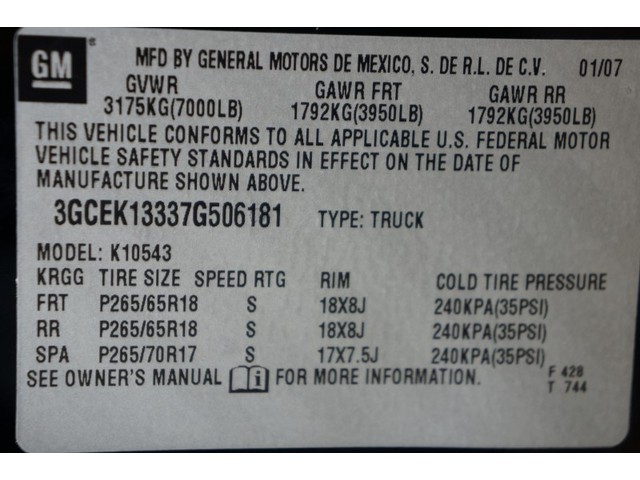 GM ®
MFD BY GENERAL MOTORS DE MEXICO, S. DE R.L. DE C.V. 01/07
GVWR GAWR FRT GAWR RR
3175KG(7000LB) 1792KG(3950LB) 1792KG(3950LB)
THIS VEHICLE CONFORMS TO ALL APPLICABLE U.S. FEDERAL MOTOR
VEHICLE SAFETY STANDARDS IN EFFECT ON THE DATE OF
MANUFACTURE SHOWN ABOVE.
3GCEK13337G506181 TYPE: TRUCK
MODEL: K10543
KRGG TIRE SIZE SPEED RTG RIM COLD TIRE PRESSURE
FRT P265/65R18 S 18X8J 240KPA(35PSI)
RR P265/65R18 S 18X8J 240KPA(35PSI)
SPA P265/70R17 S 17X7.5J 240KPA(35PSI)
SEE OWNER'S MANUAL i FOR MORE INFORMATION. F 428
T 744